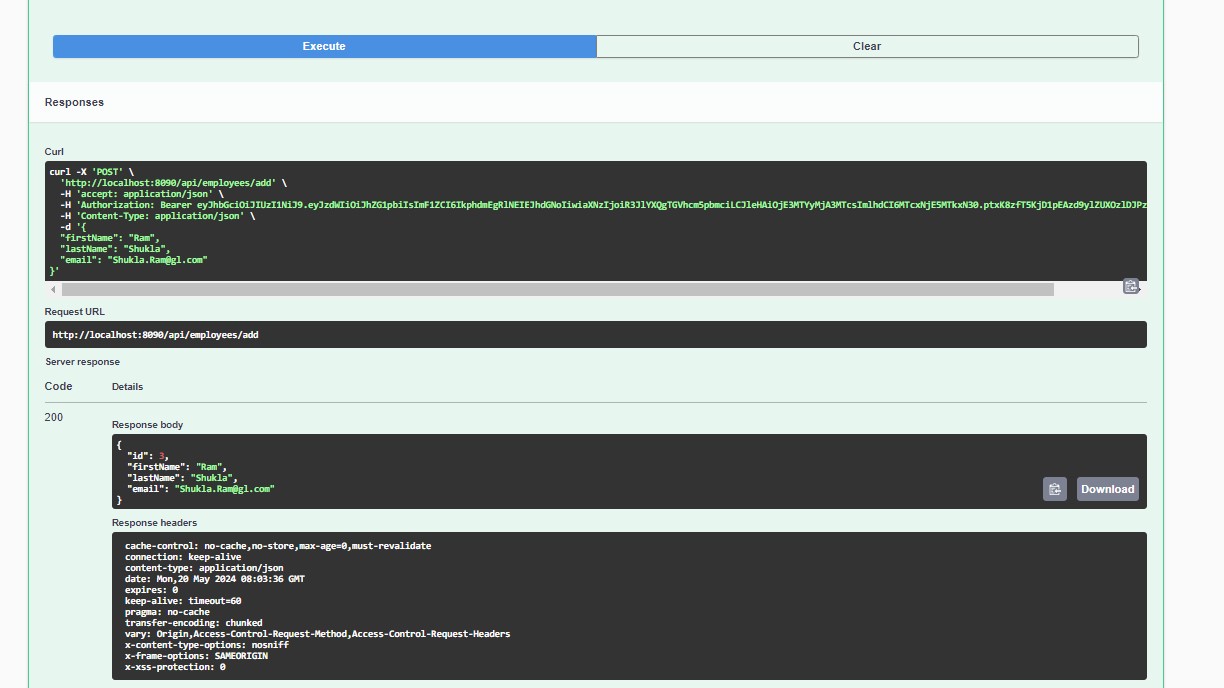 Execute
Clear
Responses
Curl
curl -X 'POST' \
'http://localhost:8090/api/employees/add' \
-H 'accept: application/json' \
-H 'Authorization: Bearer
-H 'Content-Type: application/json' \
-d '{
"firstName": "Ram",
"lastName": "Shukla",
"email": "Shukla.Ram@gl.com"
}'
Request URL
http://localhost:8090/api/employees/add
Server response
Code Details
200
Response body
{
"id": 3,
"firstName": "Ram",
"lastName": "Shukla",
"email": "Shukla.Ram@gl.com"
}
Download
Response headers
cache-control: no-cache,no-store,max-age=0,must-revalidate
connection: keep-alive
content-type: application/json
date: Mon,20 May 2024 08:03:36 GMT
expires: 0
keep-alive: timeout=60
pragma: no-cache
transfer-encoding: chunked
vary: Origin,Access-Control-Request-Method,Access-Control-Request-Headers
x-content-type-options: nosniff
x-frame-options: SAMEORIGIN
x-xss-protection: 0